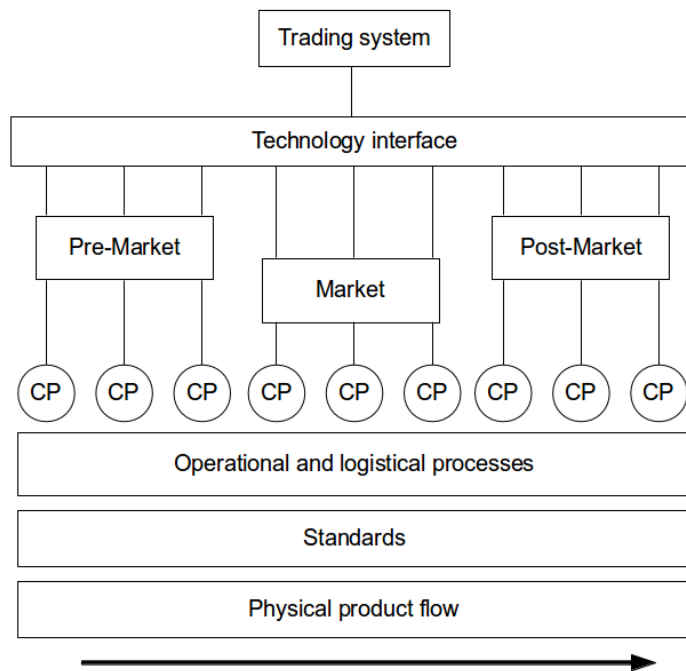 Trading system
Technology interface
Pre-Market
Market
Post-Market
CP CP CP CP CP CP CP CP CP
Operational and logistical processes
Standards
Physical product flow